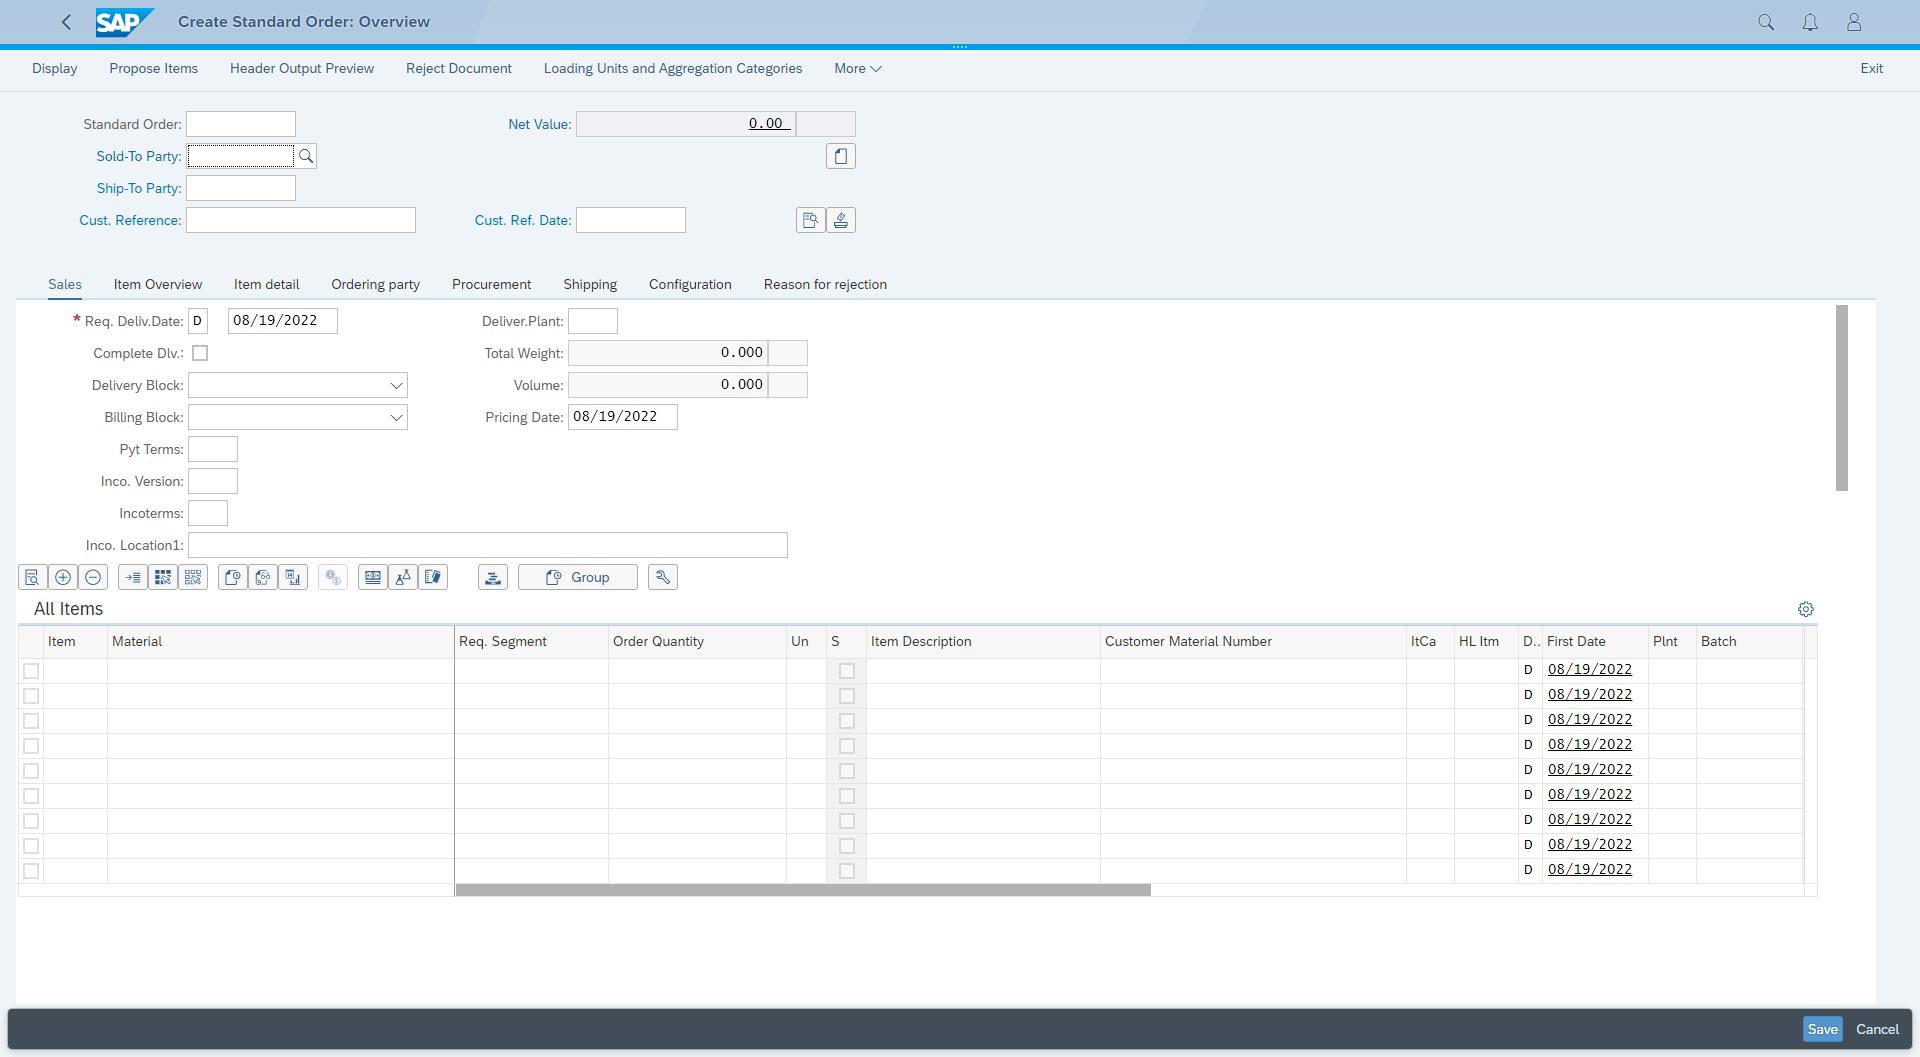 SAP Create Standard Order: Overview
Display Propose Items Header Output Preview Reject Document Loading Units and Aggregation Categories More Exit
Standard Order: Net Value: 0.00
Sold-To Party:
Ship-To Party:
Cust. Reference: Cust. Ref. Date:
Sales Item Overview Item detail Ordering party Procurement Shipping Configuration Reason for rejection
* Req. Deliv.Date: D 08/19/2022 Deliver.Plant:
Complete Dlv.: Total Weight: 0.000
Delivery Block: Volume: 0.000
Billing Block: Pricing Date: 08/19/2022
Pyt Terms:
Inco. Version:
Incoterms:
Inco. Location1:
Group
All Items
Item Material Req. Segment Order Quantity Un S Item Description Customer Material Number ItCa HL Itm D.. First Date Plnt Batch
D 08/19/2022
D 08/19/2022
D 08/19/2022
D 08/19/2022
D 08/19/2022
D 08/19/2022
D 08/19/2022
D 08/19/2022
D 08/19/2022
Save Cancel